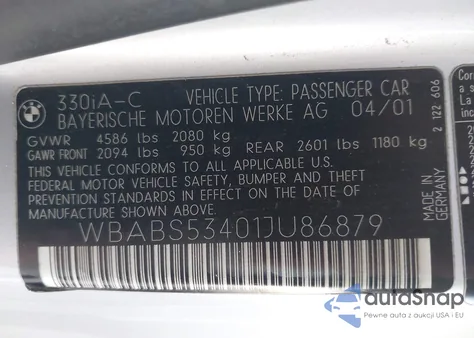 330iA-C VEHICLE TYPE: PASSENGER CAR
BAYERISCHE MOTOREN WERKE AG 04/01
GVWR 4586 lbs 2080 kg
GAWR FRONT 2094 lbs 950 kg REAR 2601 lbs 1180 kg
THIS VEHICLE CONFORMS TO ALL APPLICABLE U.S.
FEDERAL MOTOR VEHICLE SAFETY, BUMPER, AND THEFT
PREVENTION STANDARDS IN EFFECT ON THE DATE OF
MANUFACTURE SHOWN ABOVE.
WBABS53401JU86879
2 122 606
autoSnap
Pewne auta z aukcji USA i EU